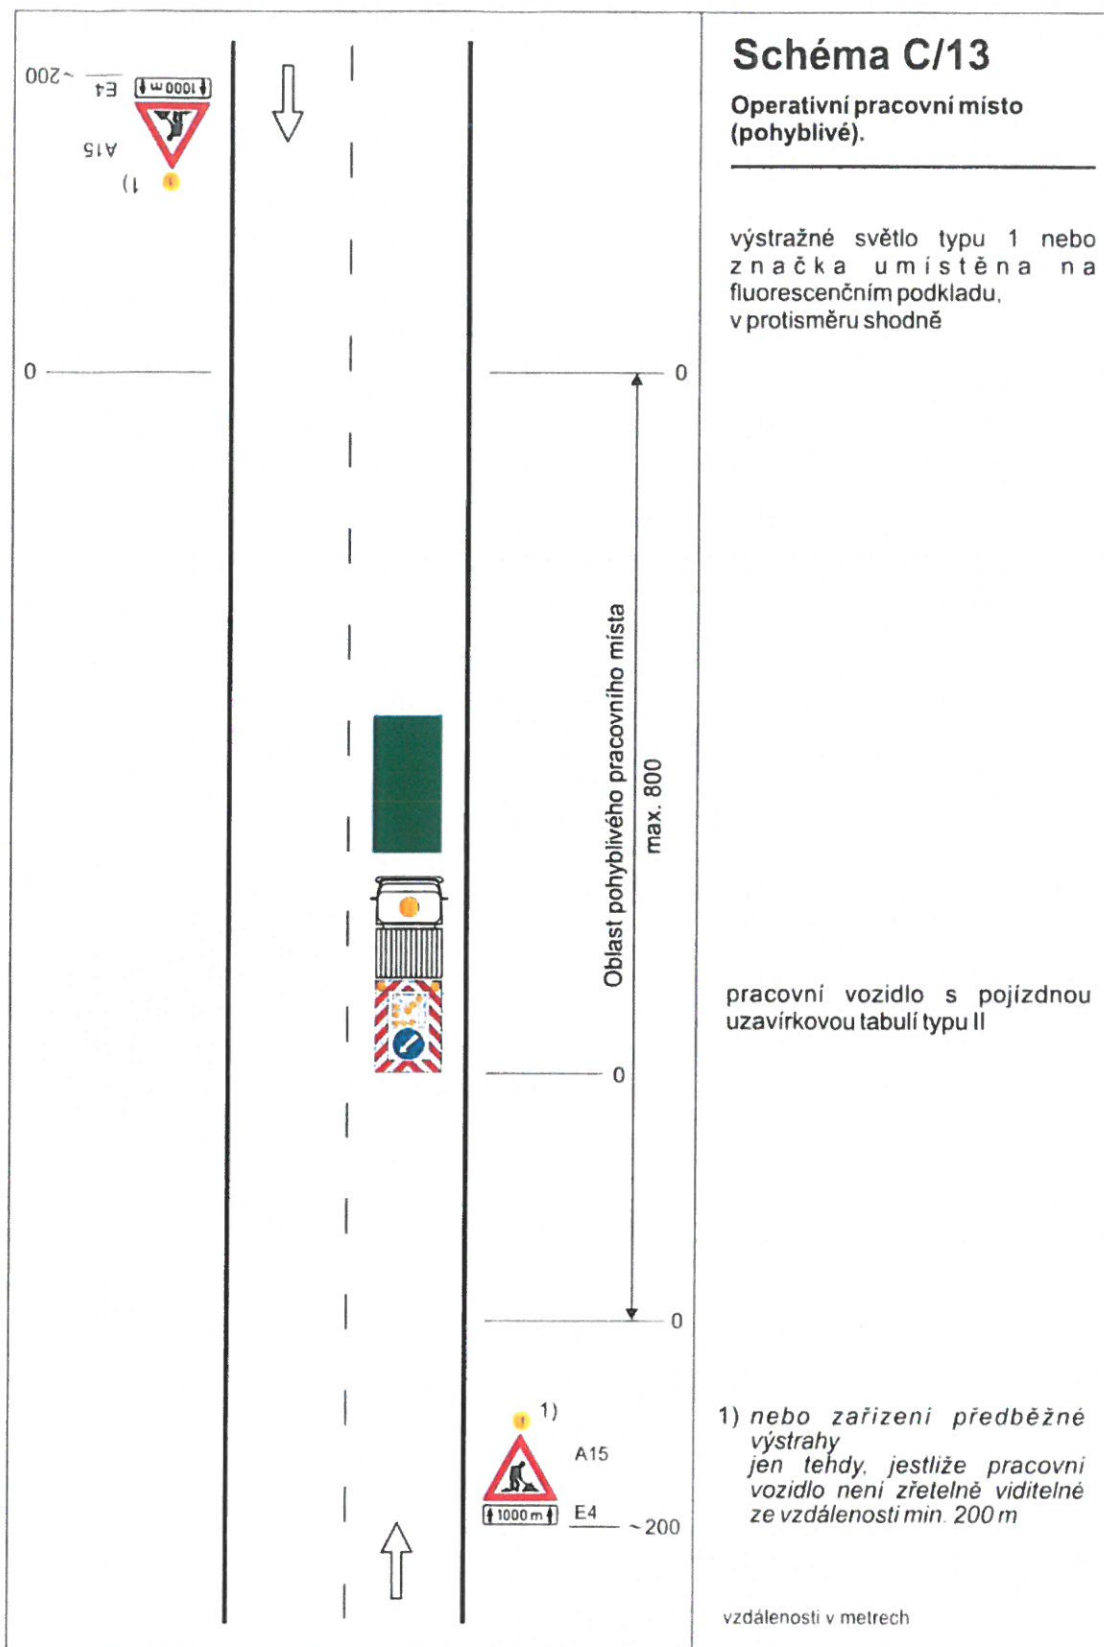 Schéma C/13
Operativní pracovní místo
(pohyblivé).
výstražné světlo typu 1 nebo
značka umístěna na
fluorescenčním podkladu,
v protisměru shodně
~200
E4
1000 m
A15
1)
0
0
Oblast pohyblivého pracovního místa
max. 800
pracovní vozidlo s pojízdnou
uzavírkovou tabulí typu II
0
0
1)
A15
1000 m
E4
~200
1) nebo zařízení předběžné
výstrahy
jen tehdy, jestliže pracovní
vozidlo není zřetelně viditelné
ze vzdálenosti min. 200 m
vzdálenosti v metrech